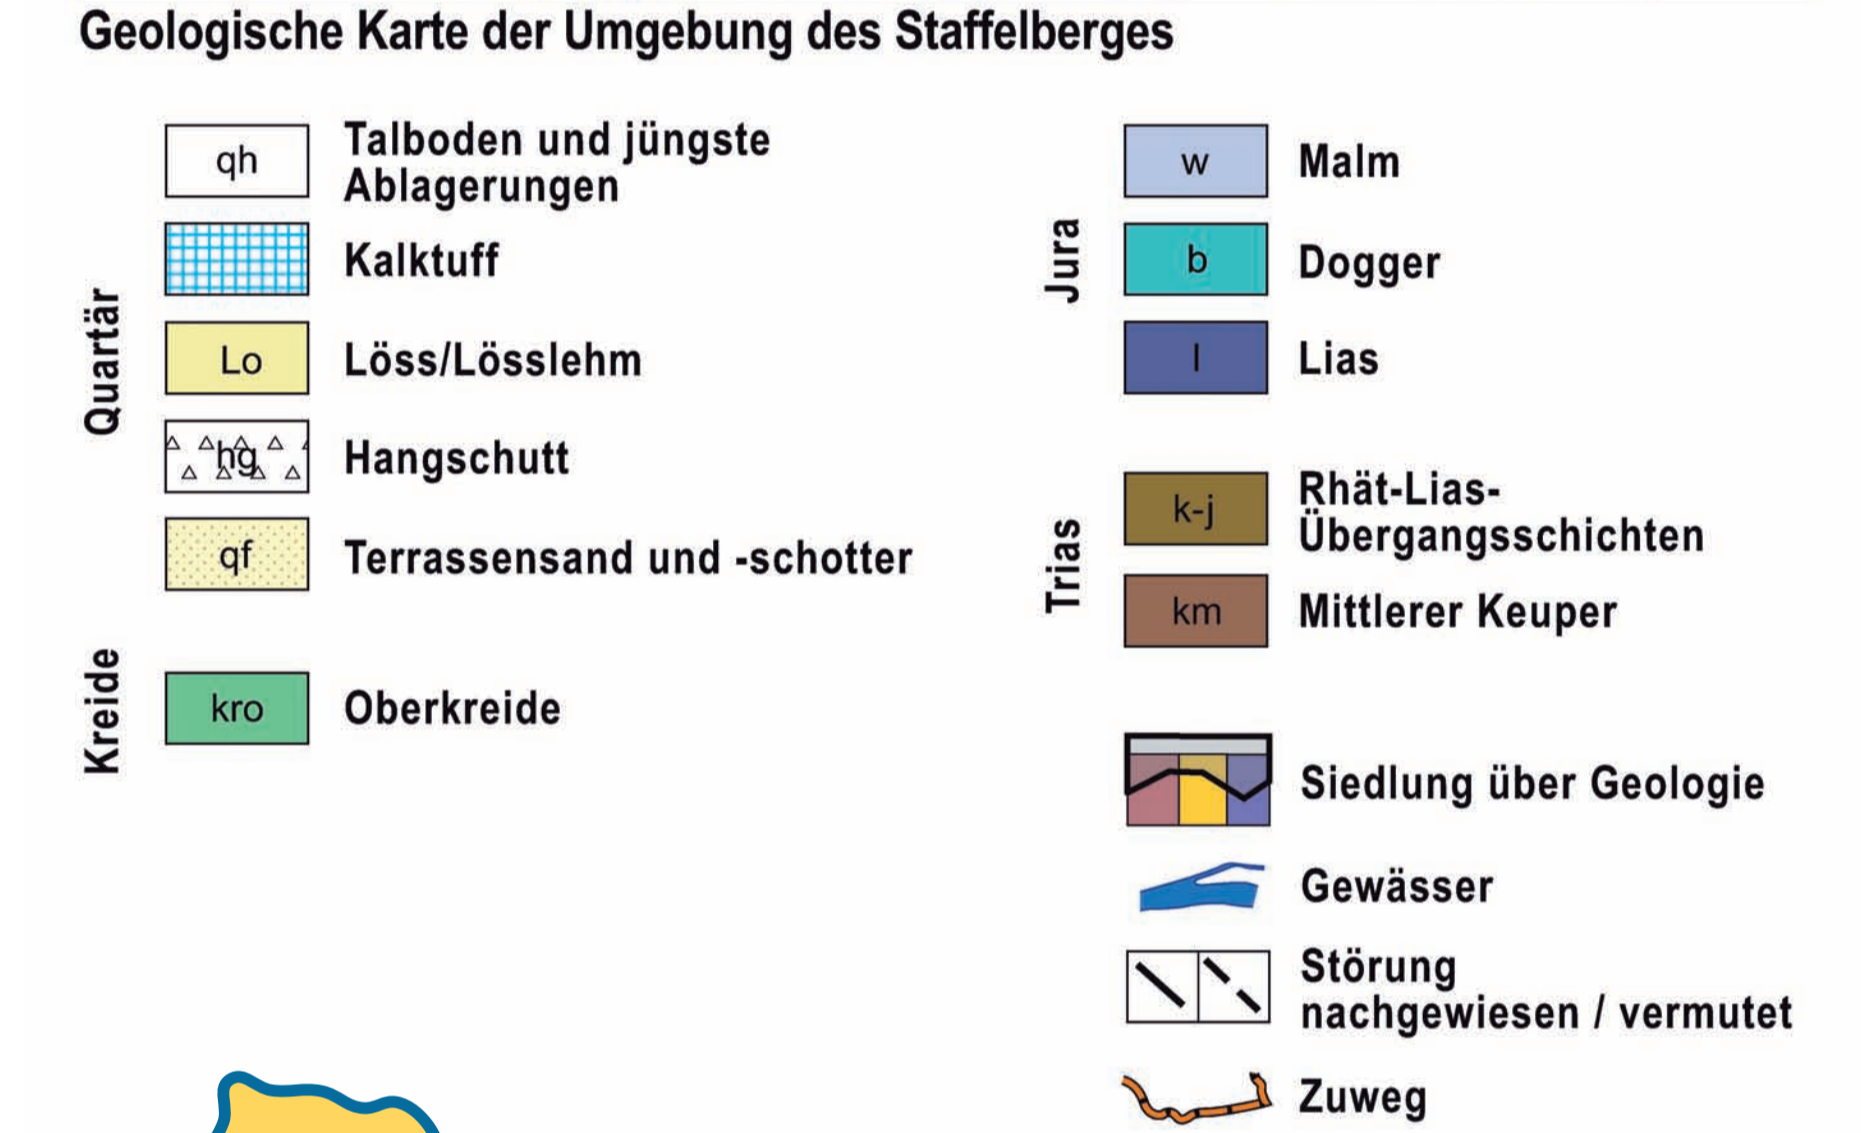 Geologische Karte der Umgebung des Staffelberges
Quartär
qh
Talboden und jüngste
Ablagerungen
Kalktuff
Lo
Löss/Lösslehm
hg
Hangschutt
qf
Terrassensand und -schotter
Kreide
kro
Oberkreide
Jura
w
Malm
b
Dogger
l
Lias
Trias
k-j
Rhät-Lias-
Übergangsschichten
km
Mittlerer Keuper
Siedlung über Geologie
Gewässer
Störung
nachgewiesen / vermutet
Zuweg